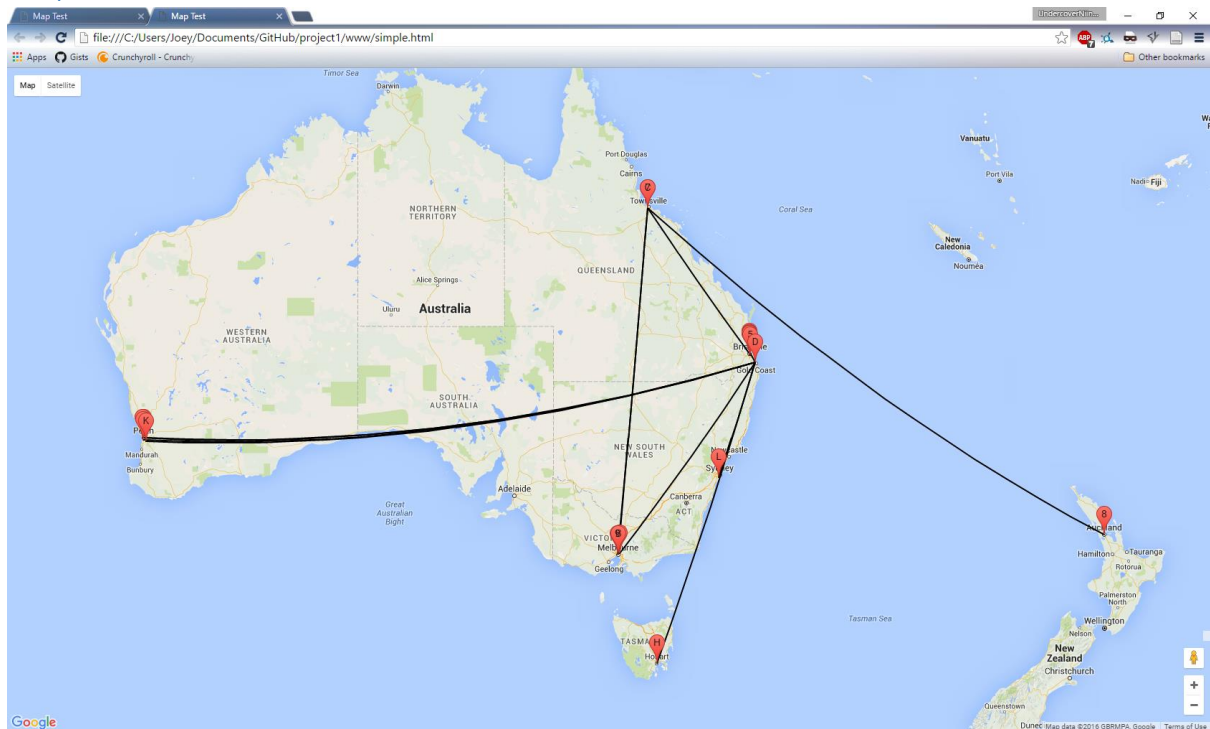 Map Test
Map Test
UndercoverNin...
file:///C:/Users/Joey/Documents/GitHub/project1/www/simple.html
Apps Gists Crunchyroll - Crunchy
Other bookmarks
Map Satellite
Timor Sea
Darwin
Vanuatu
Port Douglas
Cairns
Port Vila
Nadi Fiji
Townsville
NORTHERN
TERRITORY
Coral Sea
New
Caledonia
Nouméa
QUEENSLAND
Alice Springs
Uluru
Australia
WESTERN
AUSTRALIA
D
Gold Coast
SOUTH
AUSTRALIA
K
Mandurah
Bunbury
NEW SOUTH
WALES
L
Sydney
Adelaide
Canberra
ACT
Great
Australian
Bight
8
Auckland
Melbourne
Geelong
Hamilton
Tauranga
Rotorua
Palmerston
North
Tasman Sea
Wellington
Nelson
H
Hobart
New
Zealand
Christchurch
Queenstown
Google
Map data ©2016 GBRMPA, Google
Terms of Use